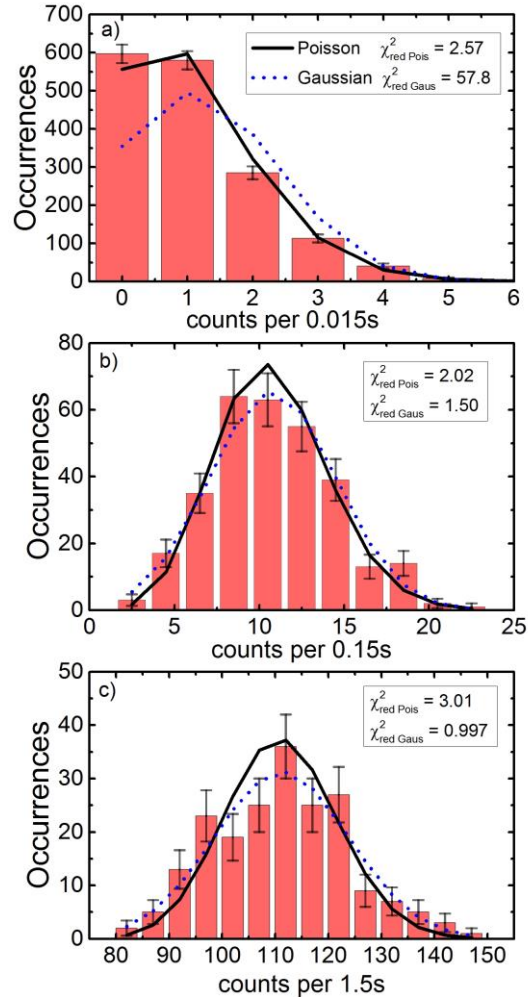 a)
Poisson χ²red Pois = 2.57
Gaussian χ²red Gaus = 57.8
700
600
500
400
300
200
100
0
Occurrences
0 1 2 3 4 5 6
counts per 0.015s
b)
χ²red Pois = 2.02
χ²red Gaus = 1.50
80
60
40
20
0
Occurrences
0 5 10 15 20 25
counts per 0.15s
c)
χ²red Pois = 3.01
χ²red Gaus = 0.997
50
40
30
20
10
0
Occurrences
80 90 100 110 120 130 140 150
counts per 1.5s